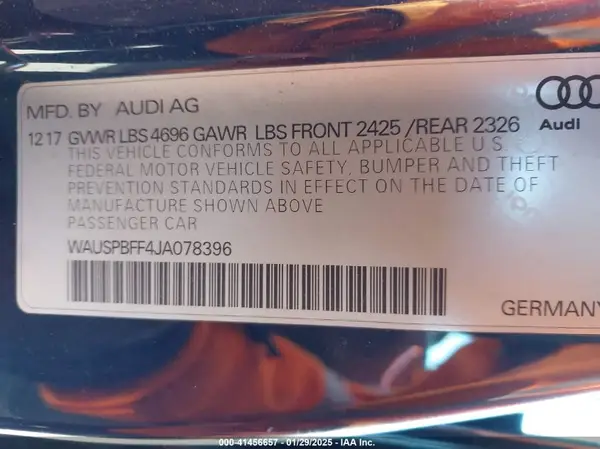 MFD. BY AUDI AG
12 17 GVWR LBS 4696 GAWR LBS FRONT 2425 /REAR 2326
Audi
THIS VEHICLE CONFORMS TO ALL APPLICABLE U.S.
FEDERAL MOTOR VEHICLE SAFETY, BUMPER AND THEFT
PREVENTION STANDARDS IN EFFECT ON THE DATE OF
MANUFACTURE SHOWN ABOVE
PASSENGER CAR
WAUSPBFF4JA078396
GERMANY
000-41456657 - 01/29/2025 - IAA Inc.